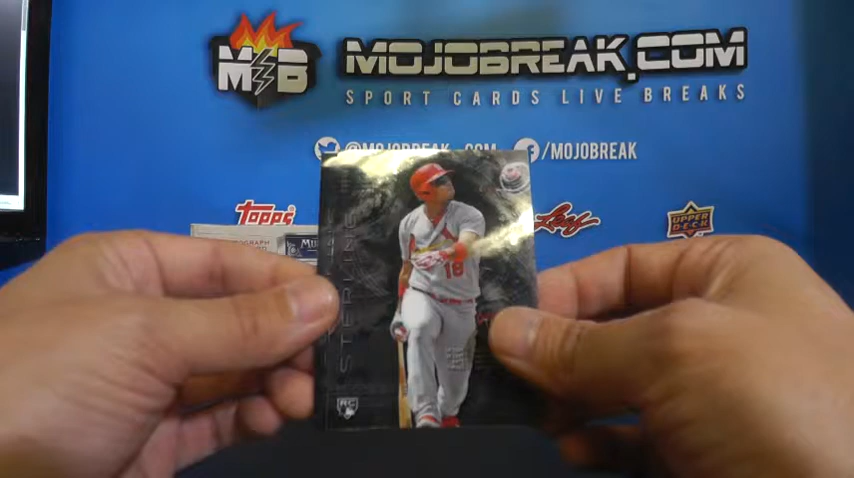 MB
MOJOBREAK.COM
SPORT CARDS LIVE BREAKS
@MOJOBREAK COM
/MOJOBREAK
Topps
Leaf
UPPER
DECK
STERLING
18
RC